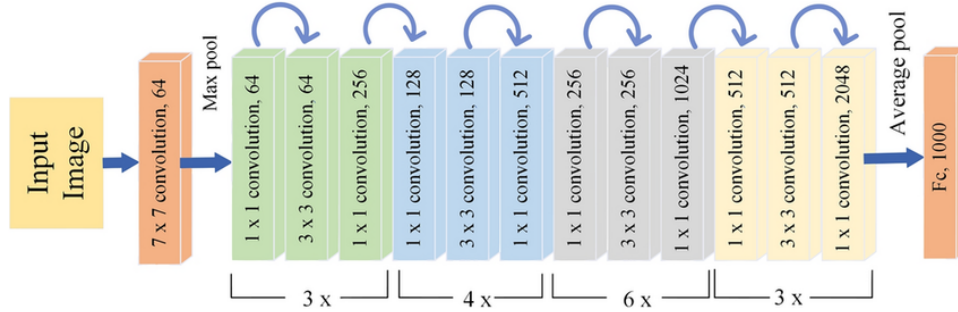 Input
Image
7 x 7 convolution, 64
Max pool
1 x 1 convolution, 64
3 x 3 convolution, 64
1 x 1 convolution, 256
1 x 1 convolution, 128
3 x 3 convolution, 128
1 x 1 convolution, 512
1 x 1 convolution, 256
3 x 3 convolution, 256
1 x 1 convolution, 1024
1 x 1 convolution, 512
3 x 3 convolution, 512
1 x 1 convolution, 2048
Average pool
Fc, 1000
3 x
4 x
6 x
3 x